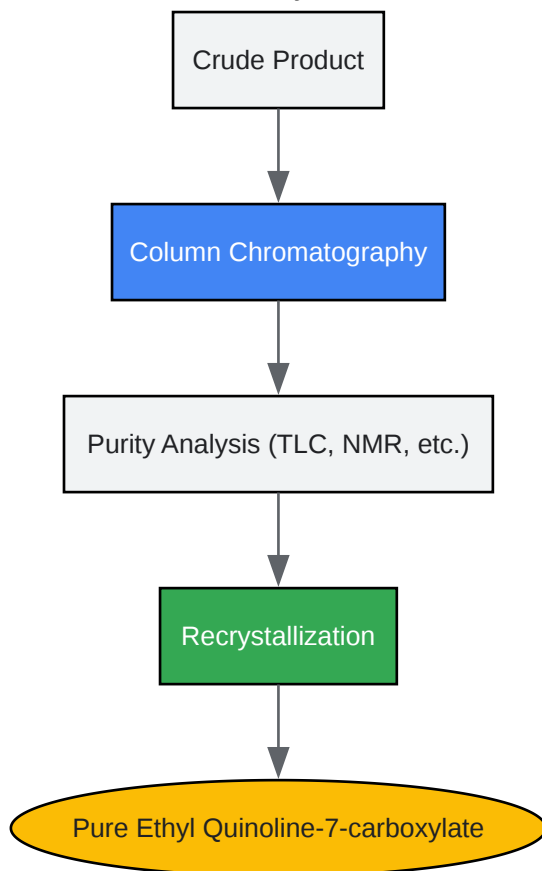 Crude Product
Column Chromatography
Purity Analysis (TLC, NMR, etc.)
Recrystallization
Pure Ethyl Quinoline-7-carboxylate